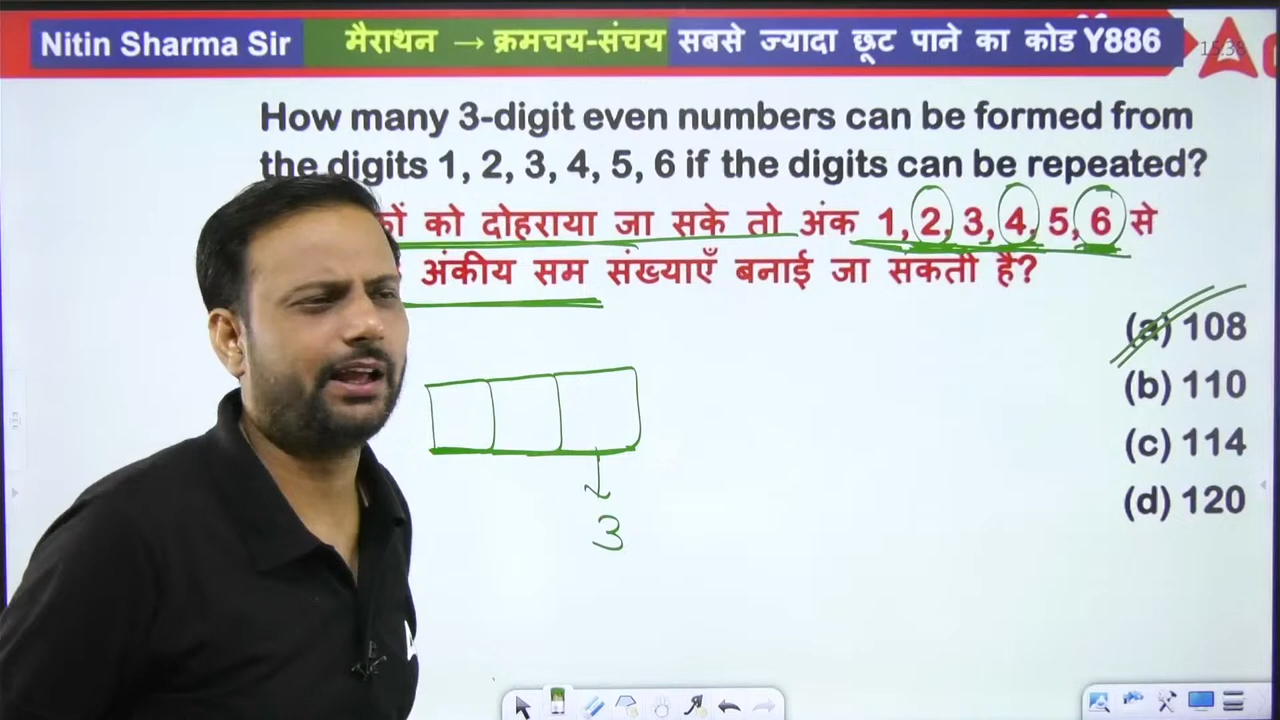 Nitin Sharma Sir
मैराथन → क्रमचय-संचय
सबसे ज्यादा छूट पाने का कोड Y886
How many 3-digit even numbers can be formed from
the digits 1, 2, 3, 4, 5, 6 if the digits can be repeated?
को दोहराया जा सके तो अंक 1, 2, 3, 4, 5, 6 से
अंकीय सम संख्याएँ बनाई जा सकती है?
(a) 108
(b) 110
(c) 114
(d) 120
3